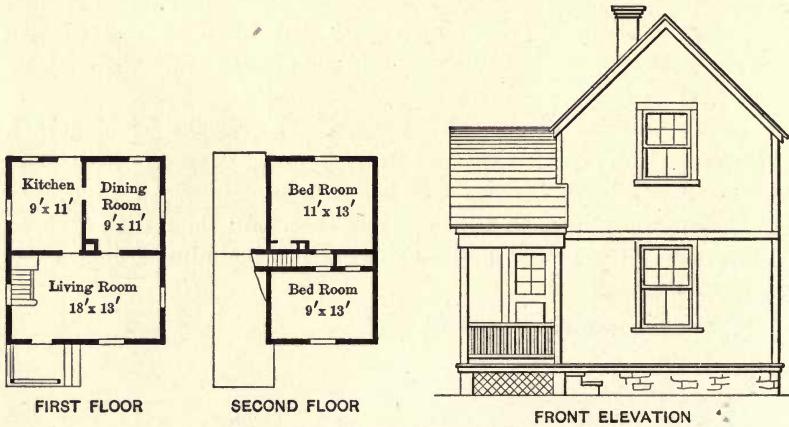 Kitchen
9'x 11'
Dining
Room
9'x 11'
Living Room
18'x 13'
FIRST FLOOR
Bed Room
11'x 13'
Bed Room
9'x 13'
SECOND FLOOR
FRONT ELEVATION